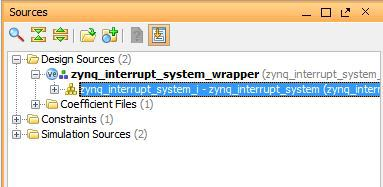 Sources
Design Sources (2)
zynq_interrupt_system_wrapper (zynq_interrupt_system_
zynq_interrupt_system_i - zynq_interrupt_system (zynq_interr
Coefficient Files (1)
Constraints (1)
Simulation Sources (2)